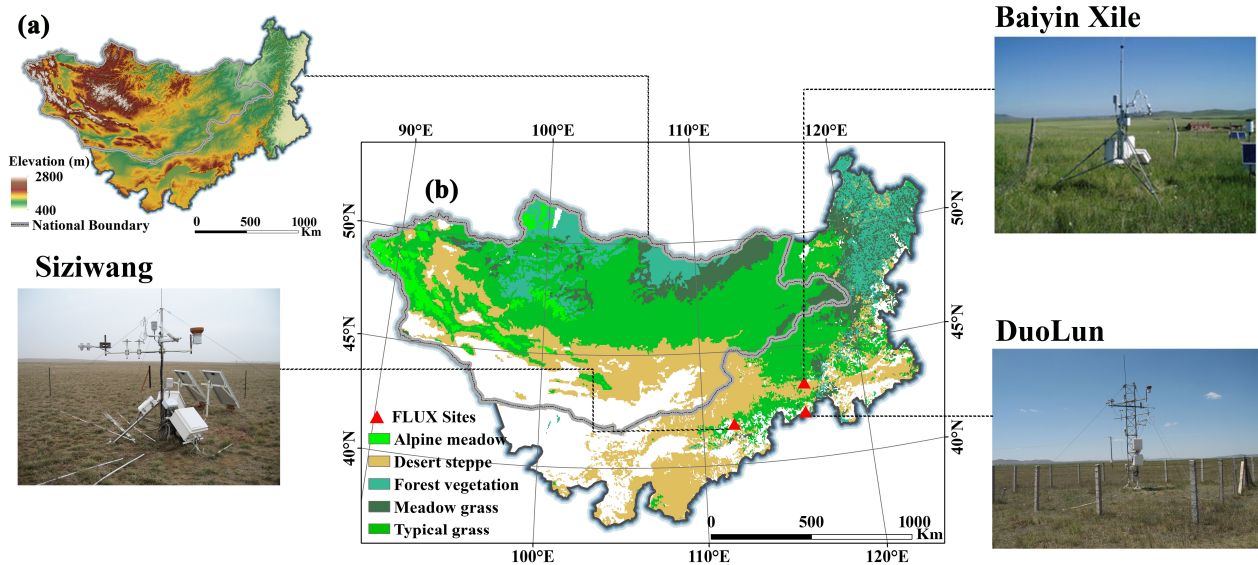 (a)
Elevation (m)
2800
400
National Boundary
0 500 1000
Km
Siziwang
Baiyin Xile
DuoLun
90°E 100°E 110°E 120°E
(b)
50°N
45°N
40°N
50°N
45°N
40°N
FLUX Sites
Alpine meadow
Desert steppe
Forest vegetation
Meadow grass
Typical grass
0 500 1000
Km
100°E 110°E 120°E